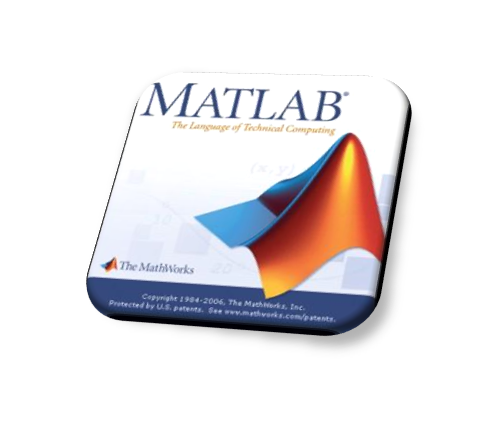 MATLAB®
The Language of Technical Computing
(x, y)
20
The MathWorks
Copyright 1984-2006, The MathWorks, Inc.
Protected by U.S. patents. See www.mathworks.com/patents.